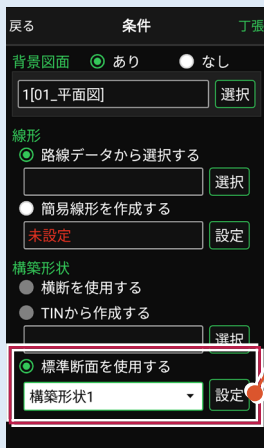 戻る 条件 丁張
背景図面 あり なし
1[01_平面図] 選択
線形
路線データから選択する
選択
簡易線形を作成する
未設定 設定
構築形状
横断を使用する
TINから作成する
選択
標準断面を使用する
構築形状1 設定